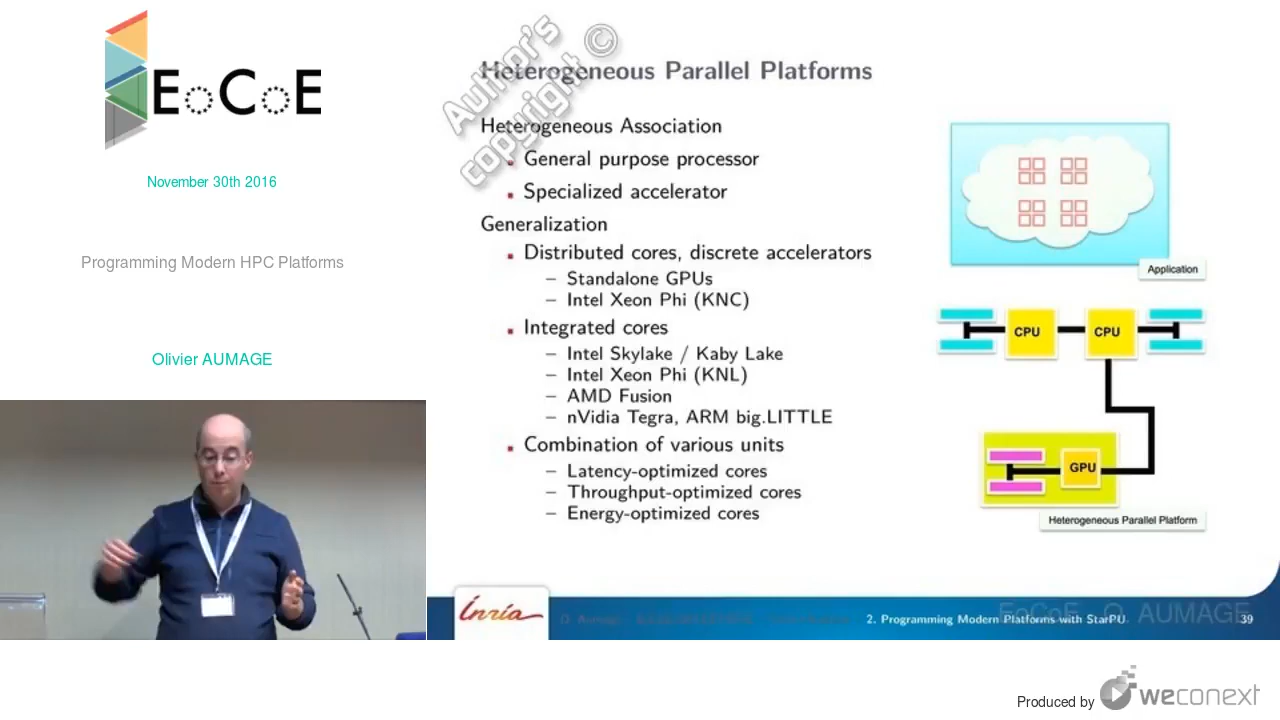 EoCoE
November 30th 2016
Programming Modern HPC Platforms
Olivier AUMAGE
Author's
copyright ©
Heterogeneous Parallel Platforms
Heterogeneous Association
General purpose processor
Specialized accelerator
Generalization
Distributed cores, discrete accelerators
– Standalone GPUs
– Intel Xeon Phi (KNC)
Integrated cores
– Intel Skylake / Kaby Lake
– Intel Xeon Phi (KNL)
– AMD Fusion
– nVidia Tegra, ARM big.LITTLE
Combination of various units
– Latency-optimized cores
– Throughput-optimized cores
– Energy-optimized cores
Application
CPU
CPU
GPU
Heterogeneous Parallel Platform
Inria
O. Aumage
2. Programming Modern Platforms with StarPU
EoCoE O. AUMAGE
39
Produced by
weconext